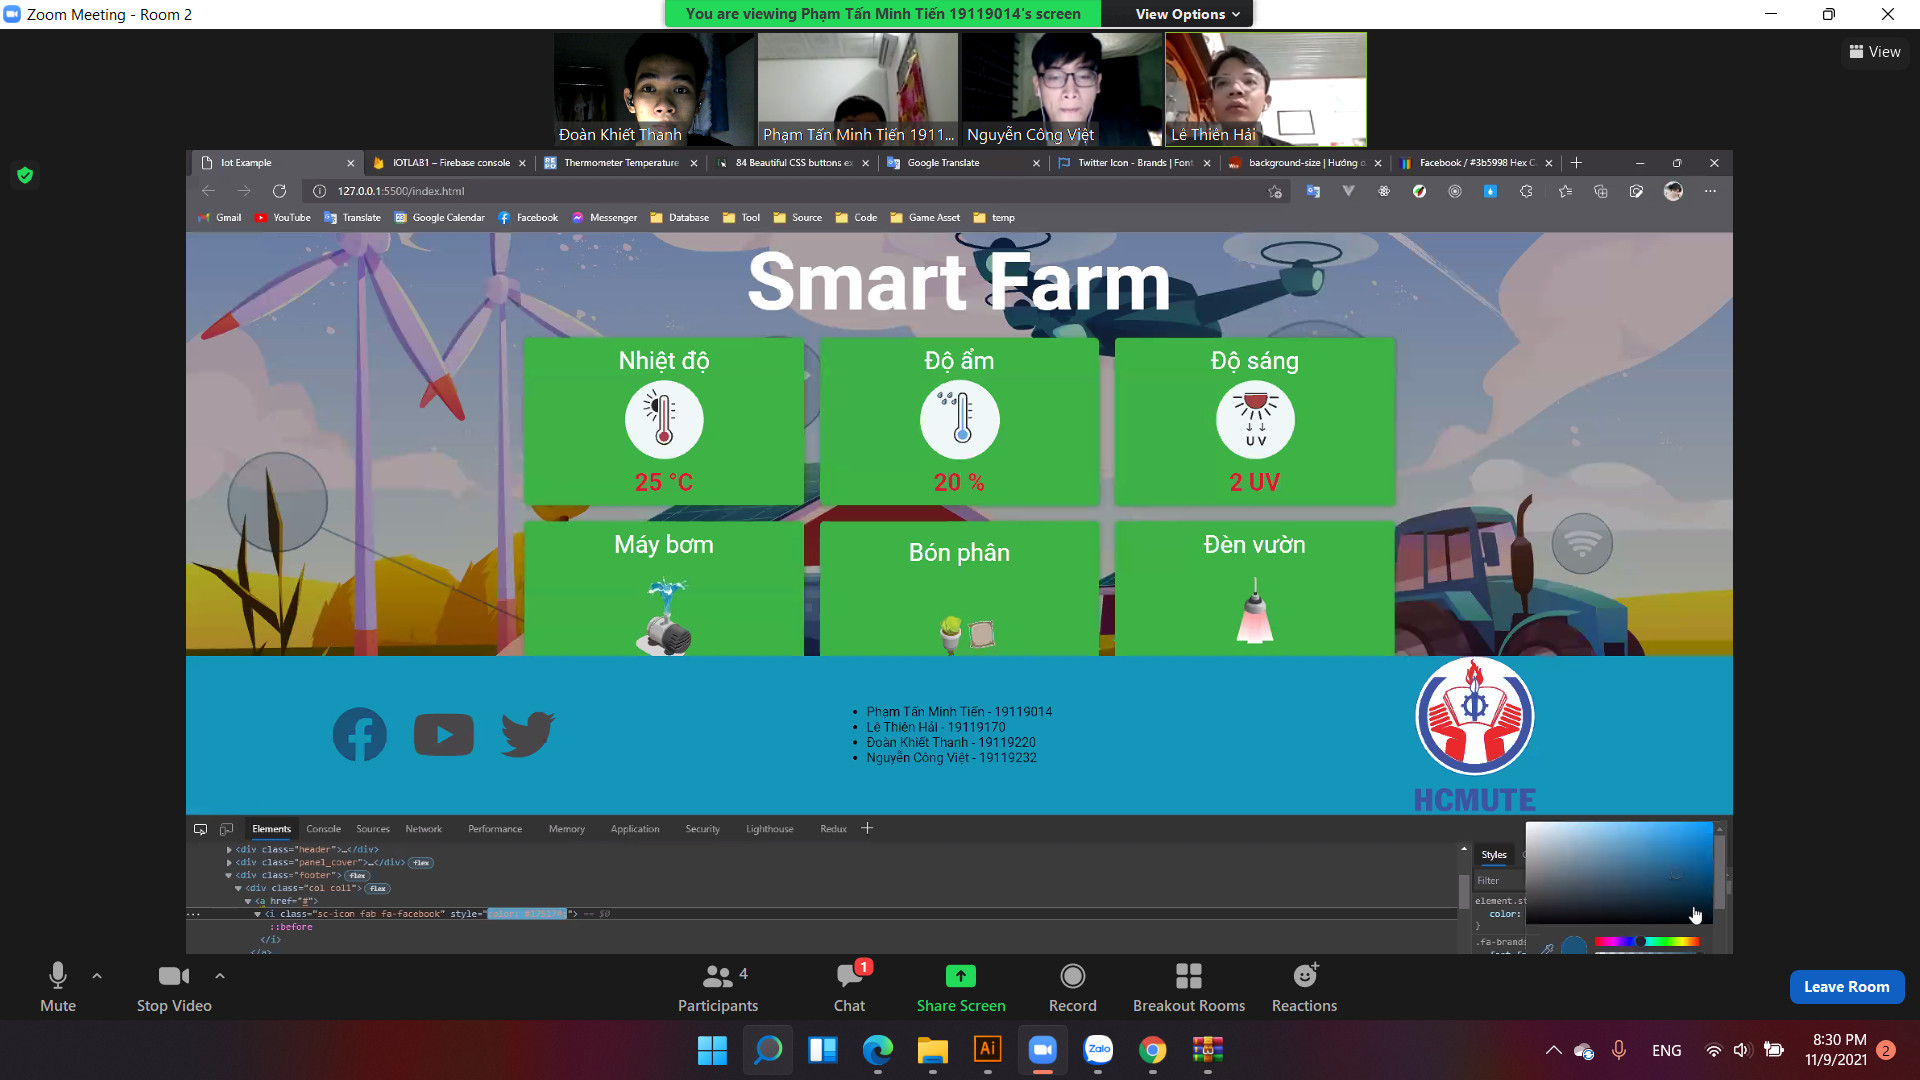 Zoom Meeting - Room 2
You are viewing Phạm Tấn Minh Tiến 19119014's screen
View Options
View
Đoàn Khiết Thanh
Phạm Tấn Minh Tiến 1911...
Nguyễn Công Việt
Lê Thiên Hải
Iot Example
IOTLAB1 – Firebase console
Thermometer Temperature
84 Beautiful CSS buttons ex
Google Translate
Twitter Icon - Brands | Font
background-size | Hướng d
Facebook / #3b5998 Hex C
127.0.0.1:5500/index.html
Gmail
YouTube
Translate
Google Calendar
Facebook
Messenger
Database
Tool
Source
Code
Game Asset
temp
Smart Farm
Nhiệt độ
25 °C
Độ ẩm
20 %
Độ sáng
UV
2 UV
Máy bơm
Bón phân
Đèn vườn
Phạm Tấn Minh Tiến - 19119014
Lê Thiên Hải - 19119170
Đoàn Khiết Thanh - 19119220
Nguyễn Công Việt - 19119232
HCMUTE
Elements
Console
Sources
Network
Performance
Memory
Application
Security
Lighthouse
Redux
<div class="header">…</div>
<div class="panel_cover">…</div> flex
<div class="footer"> flex
<div class="col col1"> flex
<a href="#">
<i class="sc-icon fab fa-facebook" style="color: "> == $0
::before
</i>
</a>
Styles
Filter
element.st
color:
}
.fa-brands
Mute
Stop Video
Participants
4
Chat
1
Share Screen
Record
Breakout Rooms
Reactions
Leave Room
Ai
Zalo
ENG
8:30 PM
11/9/2021
2